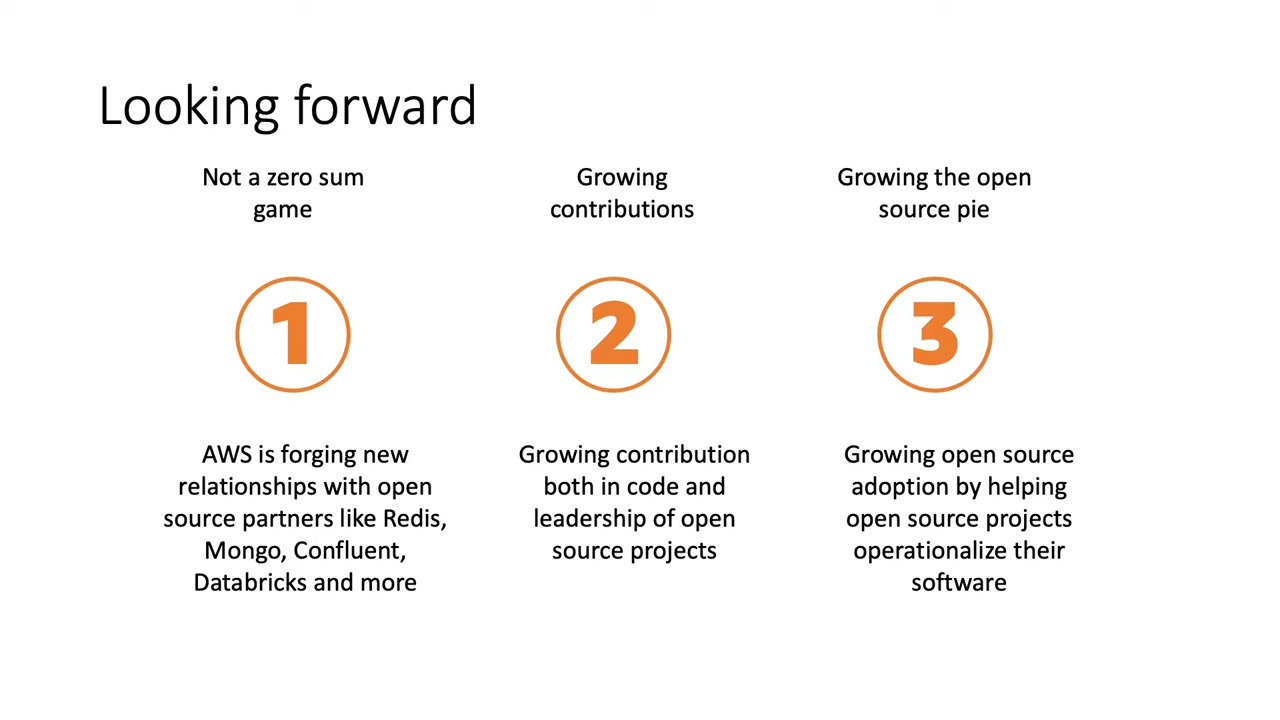 Looking forward
Not a zero sum
game
1
AWS is forging new
relationships with open
source partners like Redis,
Mongo, Confluent,
Databricks and more
Growing
contributions
2
Growing contribution
both in code and
leadership of open
source projects
Growing the open
source pie
3
Growing open source
adoption by helping
open source projects
operationalize their
software